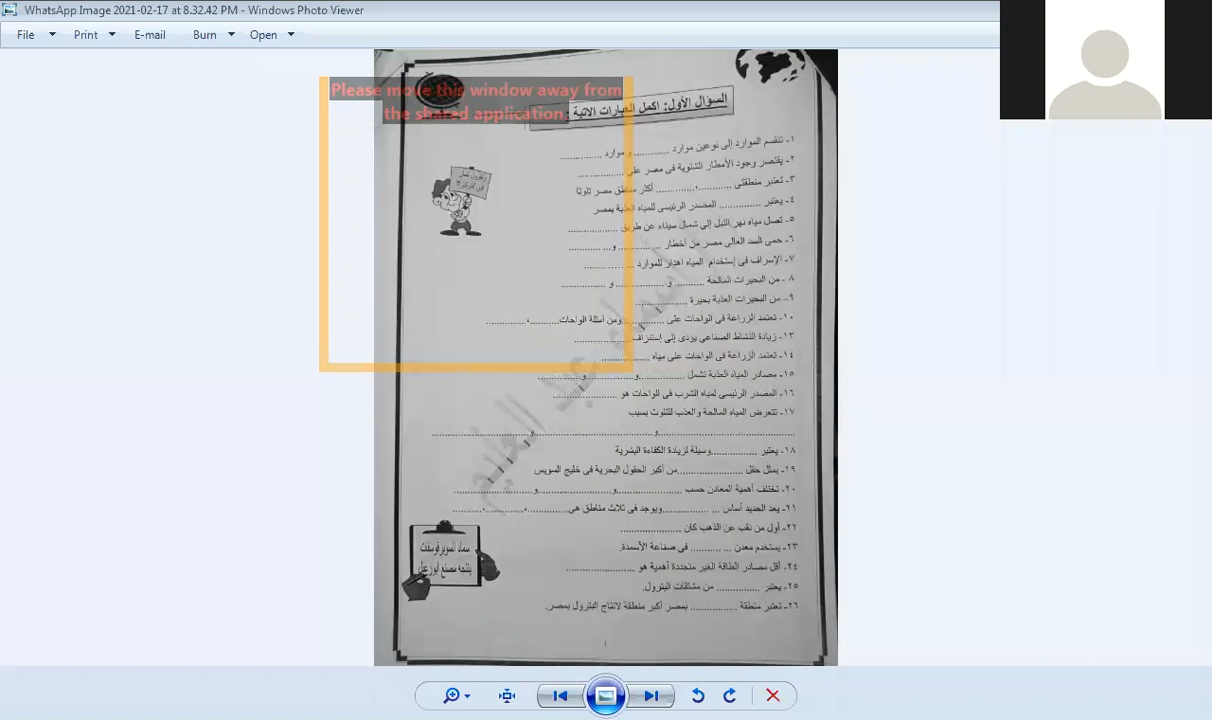 WhatsApp Image 2021-02-17 at 8.32.42 PM - Windows Photo Viewer
File Print E-mail Burn Open
Please move this window away from
the shared application.
السؤال الأول: اكمل العبارات الاتية
١- تنقسم الموارد إلى نوعين موارد ............ و موارد ..............
٢- يقتصر وجود الأمطار الشتوية فى مصر على ..............
٣- تعتبر منطقتى ............،............ أكثر مناطق مصر تلوثا
٤- يعتبر .............. المصدر الرئيسى للمياه العذبة بمصر
٥- تصل مياه نهر النيل إلى شمال سيناء عن طريق ..............
٦- حمى السد العالى مصر من أخطار ............ و............
٧- الإسراف فى إستخدام المياه اهدار للموارد ............
٨- من البحيرات المالحة .......... و .............. و ..............
٩- من البحيرات العذبة بحيرة ..............
١٠- تعتمد الزراعة فى الواحات على ..............ومن أمثلة الواحات..........،..............
١٣- زيادة النشاط الصناعى يؤدى إلى إستنزاف..............
١٤- تعتمد الزراعة فى الواحات على مياه ..............
١٥- مصادر المياه العذبة تشمل ..............و..............و..............
١٦- المصدر الرئيسى لمياه الشرب فى الواحات هو ..................
١٧- تتعرض المياه المالحة والعذب للتلوث بسبب
..............................و..............................و..............................
١٨- يعتبر ..............وسيلة لزيادة الكفاءة البشرية
١٩- يمثل حقل ..................من أكبر الحقول البحرية فى خليج السويس
٢٠- تختلف أهمية المعادن حسب ..................و..................و..................
٢١- يعد الحديد أساس ..................ويوجد فى ثلاث مناطق هى............،............،..........
٢٢- أول من نقب عن الذهب كان ..................
٢٣- يستخدم معدن ............ فى صناعة الأسمدة.
٢٤- أقل مصادر الطاقة الغير متجددة أهمية هو ..................
٢٥- يعتبر .............. من مشتقات البترول.
٢٦- تعتبر منطقة .............. بمصر أكبر منطقة لانتاج البترول بمصر.
سماد السوبر فوسفات
ينتجه مصنع أبوزعبل